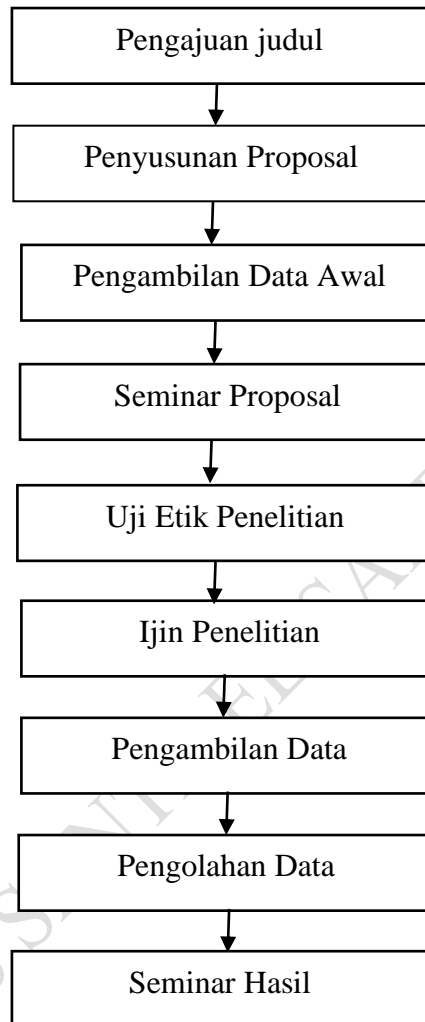 Pengajuan judul
Penyusunan Proposal
Pengambilan Data Awal
Seminar Proposal
Uji Etik Penelitian
Ijin Penelitian
Pengambilan Data
Pengolahan Data
Seminar Hasil